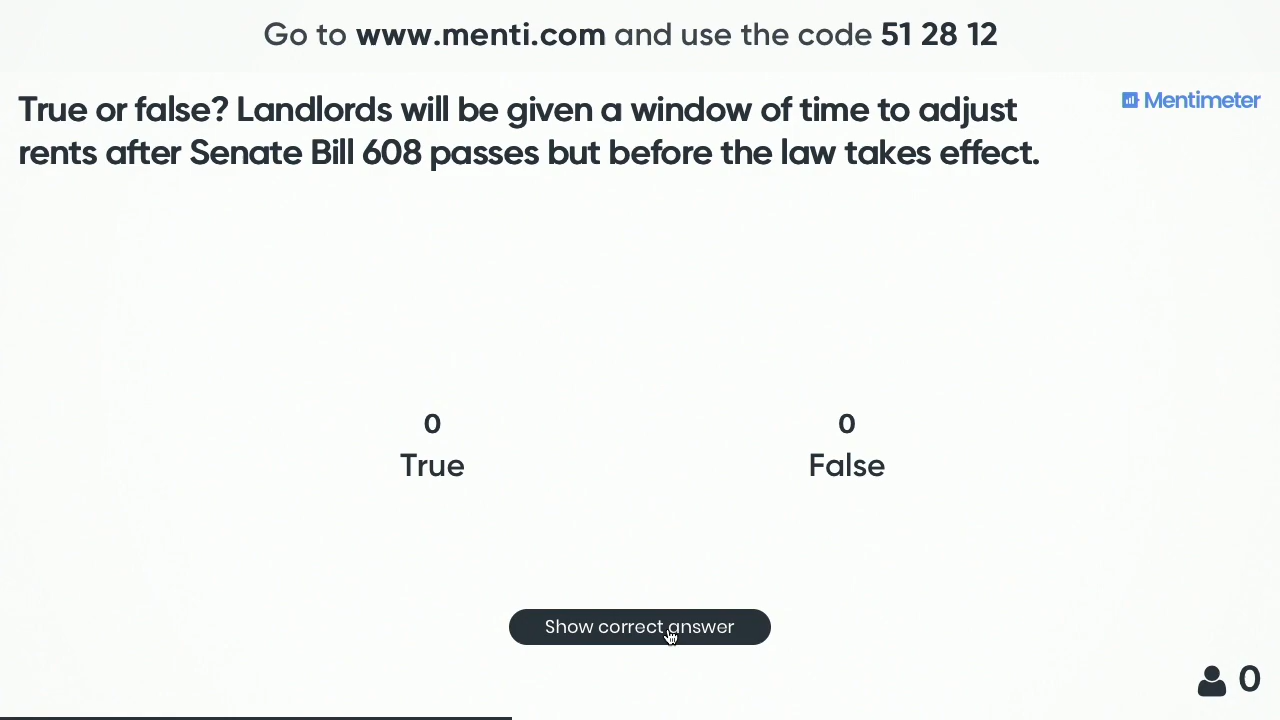 Go to www.menti.com and use the code 51 28 12
True or false? Landlords will be given a window of time to adjust
rents after Senate Bill 608 passes but before the law takes effect.
Mentimeter
0
True
0
False
Show correct answer
0